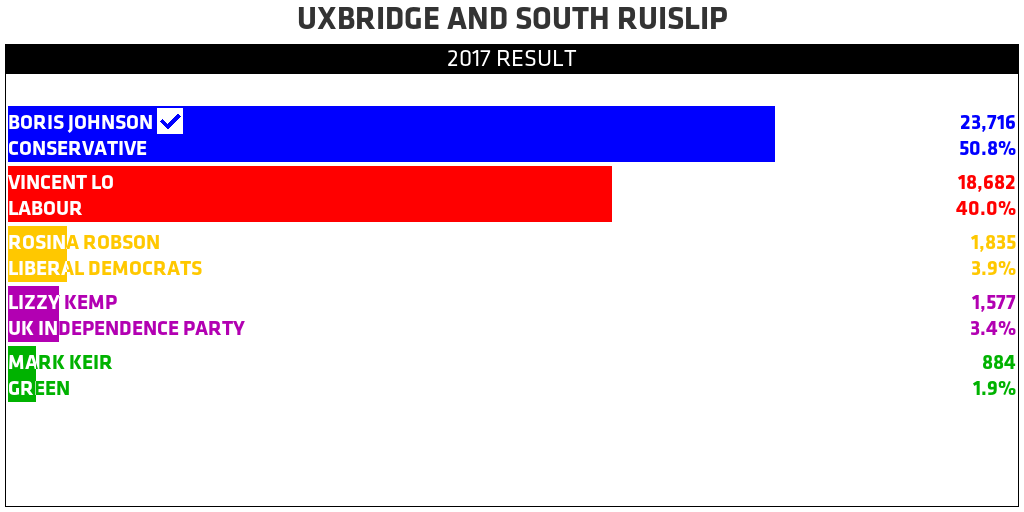 UXBRIDGE AND SOUTH RUISLIP
2017 RESULT
BORIS JOHNSON 23,716
CONSERVATIVE 50.8%
VINCENT LO 18,682
LABOUR 40.0%
ROSINA ROBSON 1,835
LIBERAL DEMOCRATS 3.9%
LIZZY KEMP 1,577
UK INDEPENDENCE PARTY 3.4%
MARK KEIR 884
GREEN 1.9%